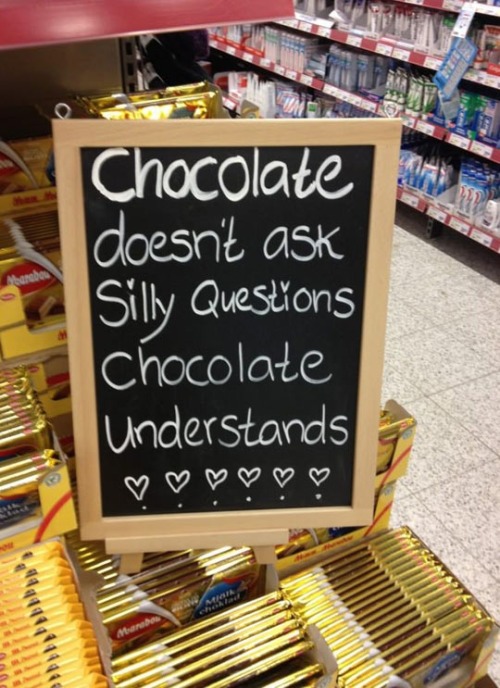 Chocolate
doesn't ask
Silly Questions
Chocolate
Understands
Marabou
Marabou
Mjölk
choklad